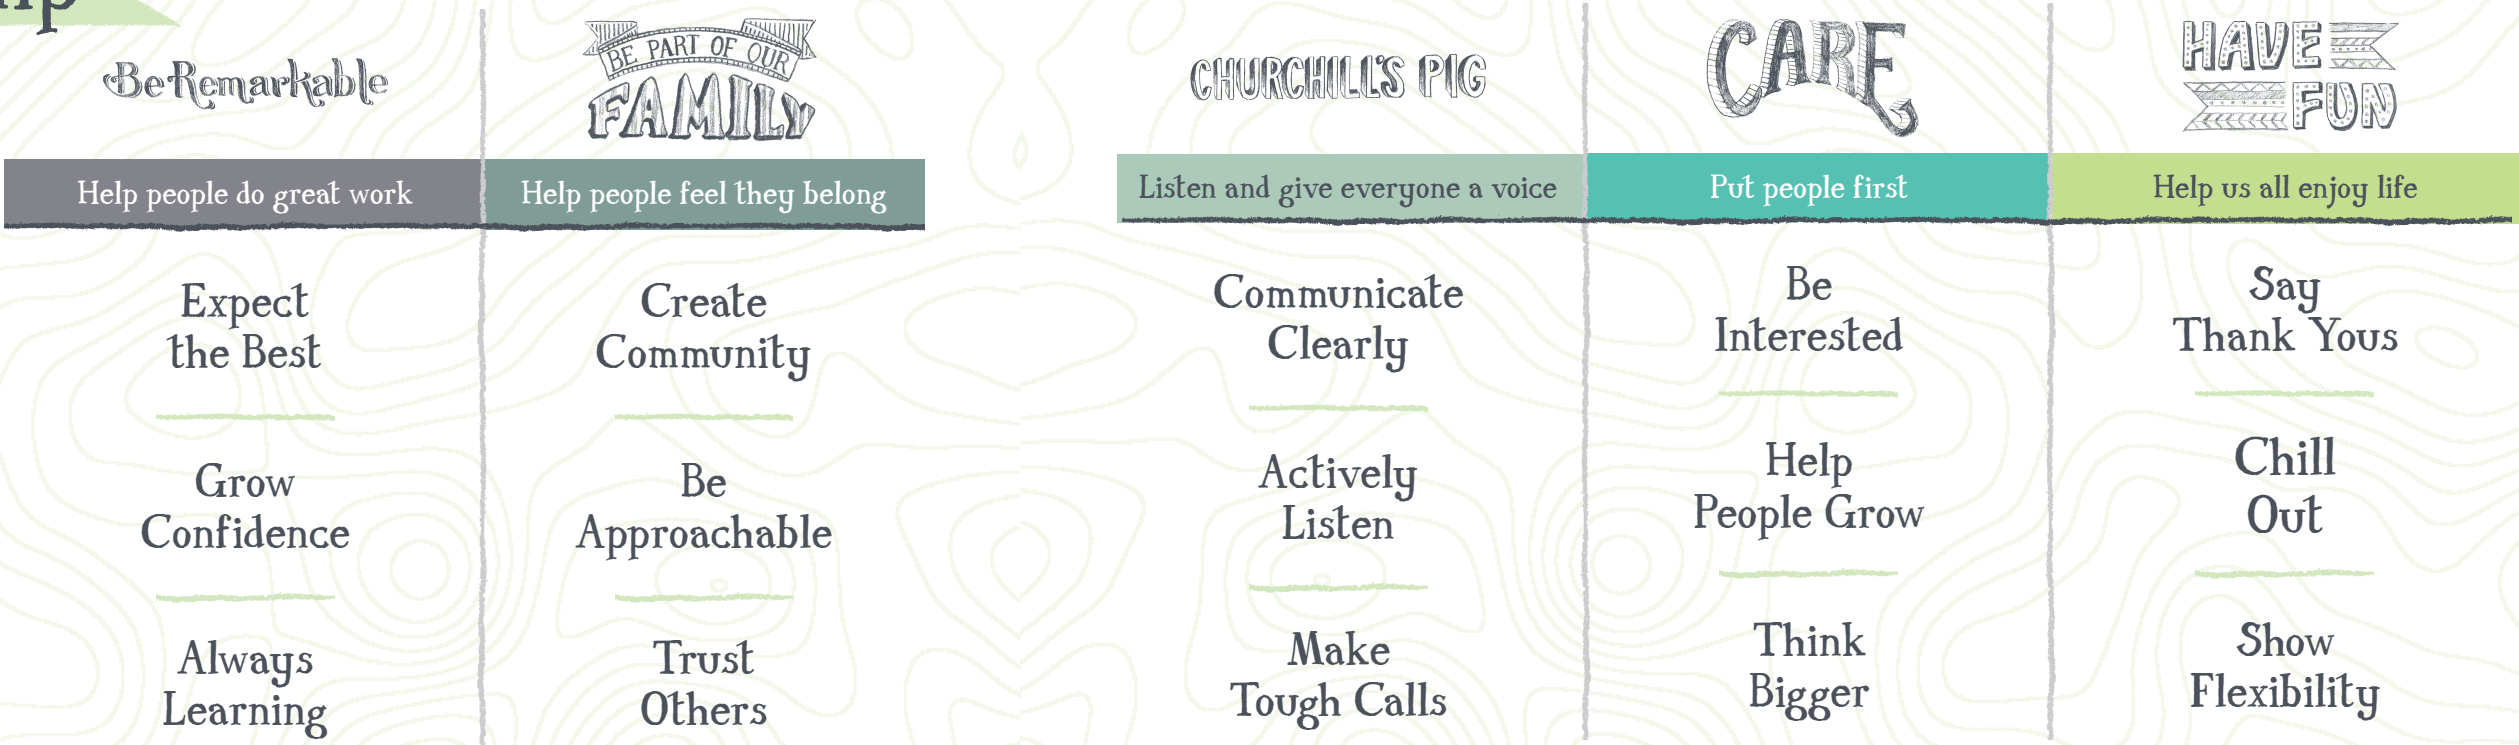 Be Remarkable
Help people do great work
Expect
the Best
Grow
Confidence
Always
Learning
BE PART OF OUR
FAMILY
Help people feel they belong
Create
Community
Be
Approachable
Trust
Others
CHURCHILL'S PIG
Listen and give everyone a voice
Communicate
Clearly
Actively
Listen
Make
Tough Calls
CARE
Put people first
Be
Interested
Help
People Grow
Think
Bigger
HAVE
FUN
Help us all enjoy life
Say
Thank Yous
Chill
Out
Show
Flexibility